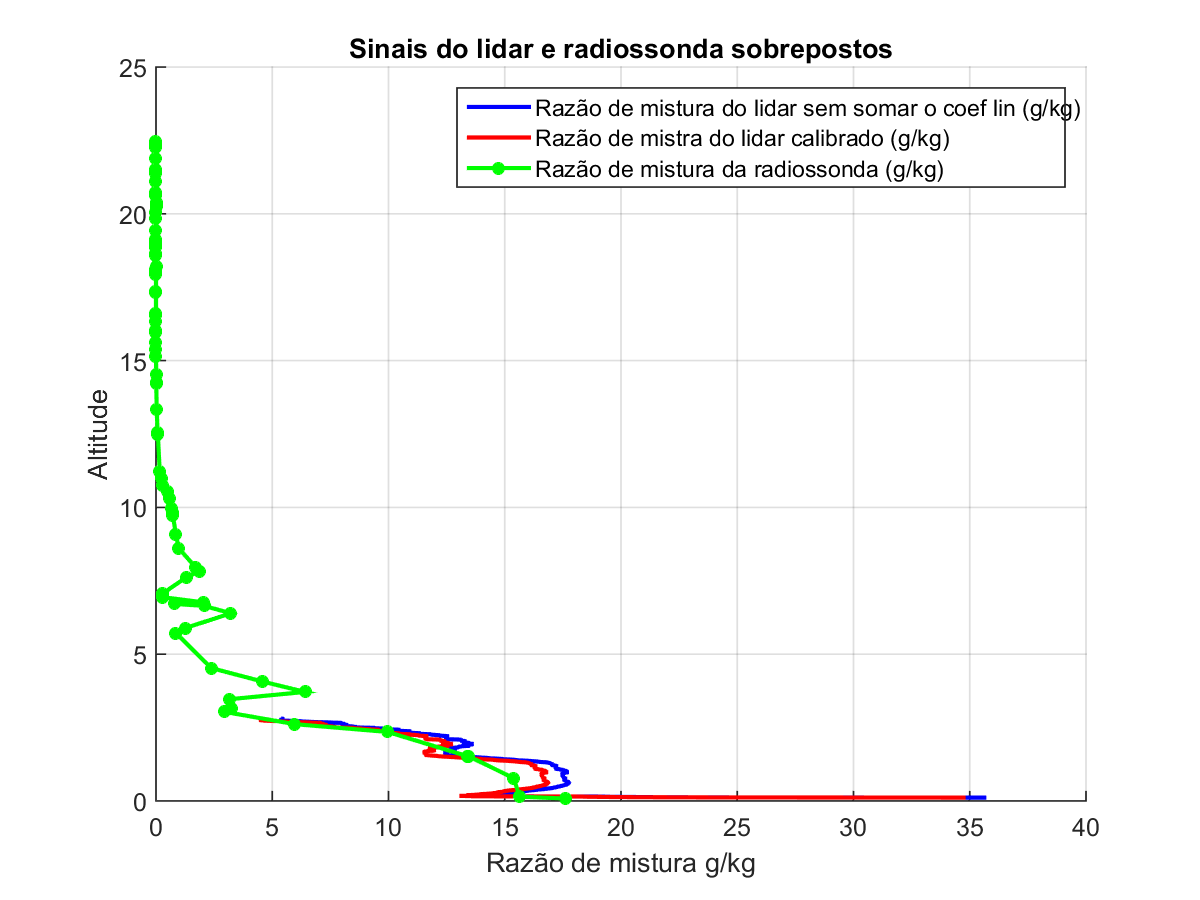 Sinais do lidar e radiossonda sobrepostos
25
Razão de mistura do lidar sem somar o coef lin (g/kg)
Razão de mistra do lidar calibrado (g/kg)
Razão de mistura da radiossonda (g/kg)
20
15
Altitude
10
5
0
0 5 10 15 20 25 30 35 40
Razão de mistura g/kg